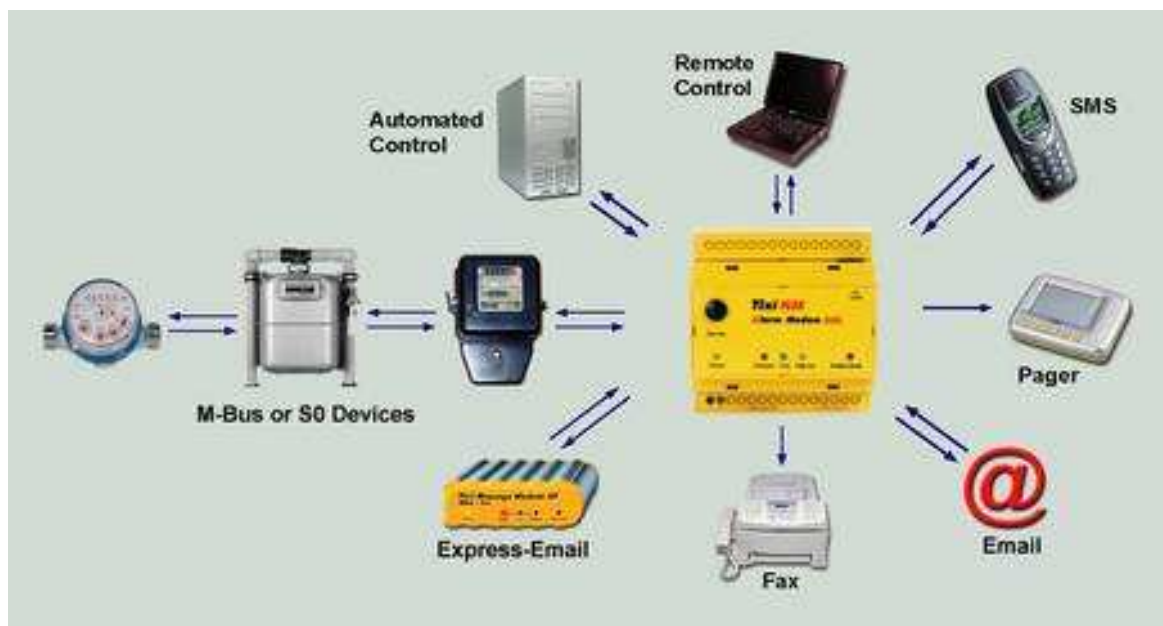 Remote
Control
SMS
Automated
Control
M-Bus or S0 Devices
Pager
Express-Email
Fax
Email
@